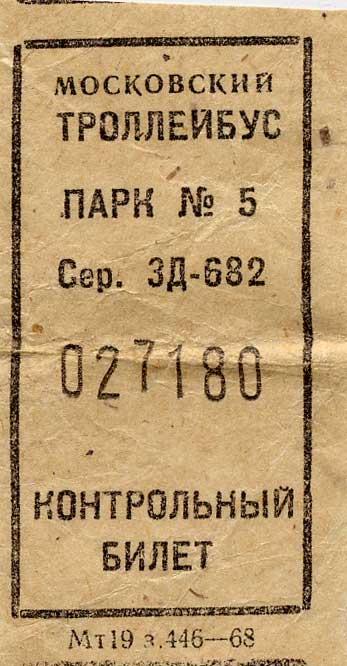 МОСКОВСКИЙ
ТРОЛЛЕЙБУС
ПАРК № 5
Сер. ЗД-682
027180
КОНТРОЛЬНЫЙ
БИЛЕТ
Мт19 з.446—68